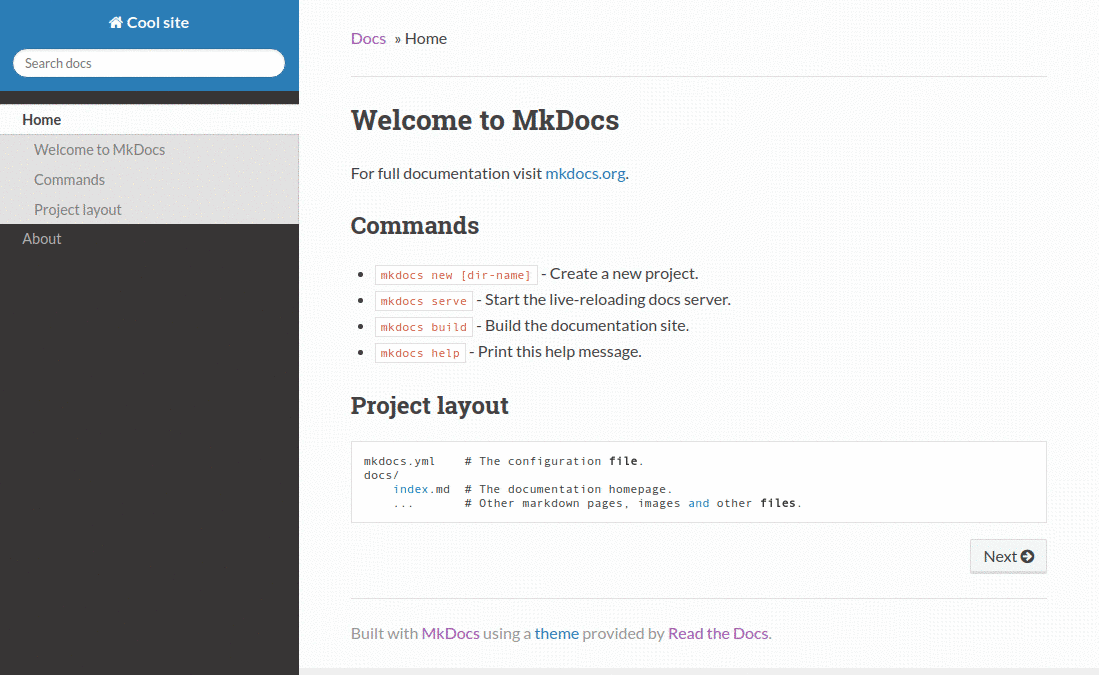 Cool site
Search docs
Home
Welcome to MkDocs
Commands
Project layout
About
Docs » Home
Welcome to MkDocs
For full documentation visit mkdocs.org.
Commands
• mkdocs new [dir-name] - Create a new project.
• mkdocs serve - Start the live-reloading docs server.
• mkdocs build - Build the documentation site.
• mkdocs help - Print this help message.
Project layout
mkdocs.yml    # The configuration file.
docs/
    index.md  # The documentation homepage.
    ...       # Other markdown pages, images and other files.
Next
Built with MkDocs using a theme provided by Read the Docs.